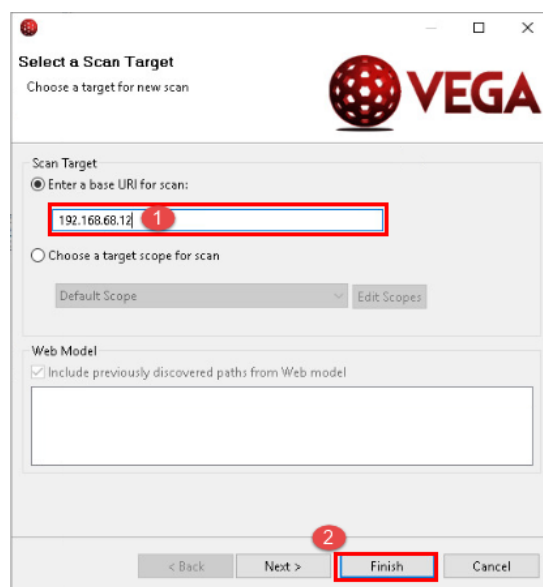 Select a Scan Target
Choose a target for new scan
VEGA
Scan Target
Enter a base URI for scan:
192.168.68.12
1
Choose a target scope for scan
Default Scope
Edit Scopes
Web Model
Include previously discovered paths from Web model
2
< Back
Next >
Finish
Cancel